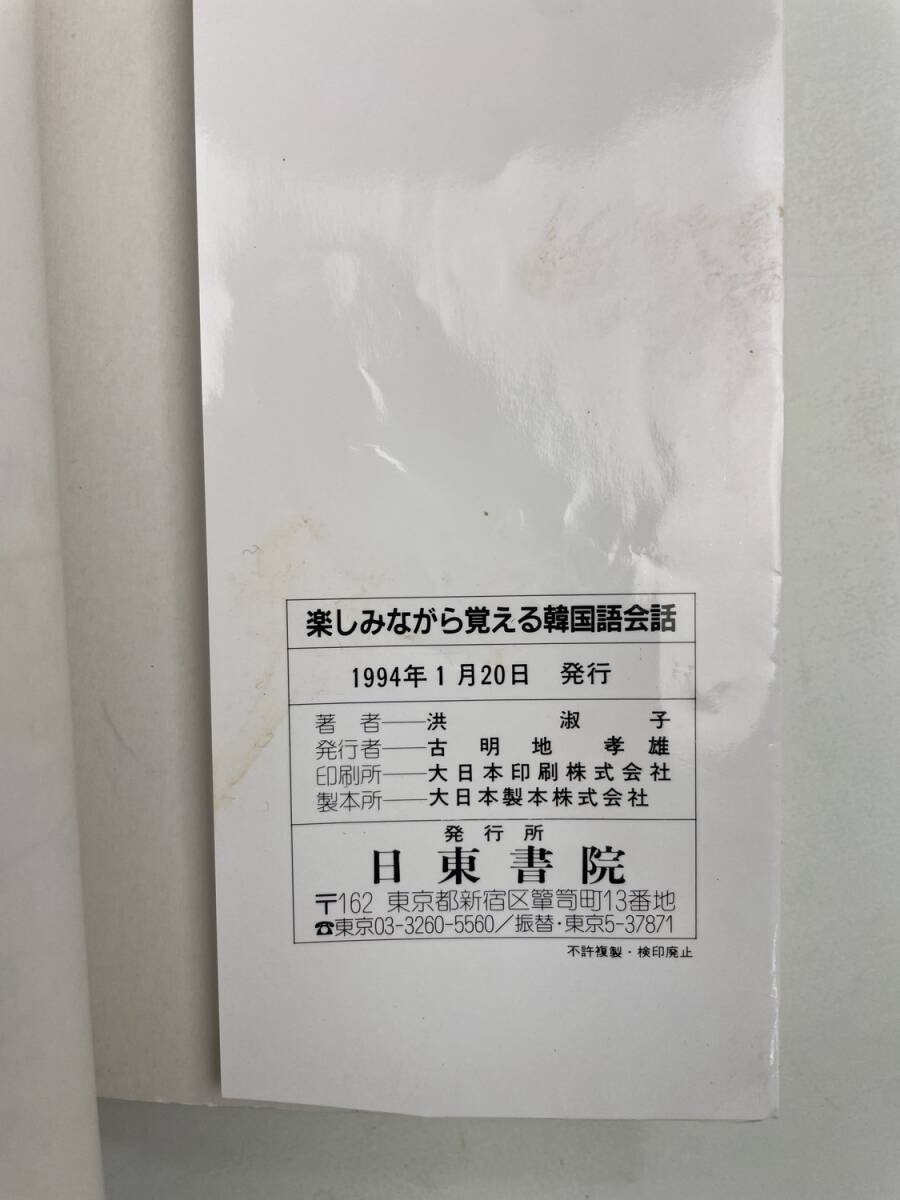 楽しみながら覚える韓国語会話
1994年1月20日 発行
著者――洪淑子
発行者――古明地孝雄
印刷所――大日本印刷株式会社
製本所――大日本製本株式会社
発行所
日東書院
〒162 東京都新宿区簞笥町13番地
☎東京03-3260-5560/振替・東京5-37871
不許複製・検印廃止